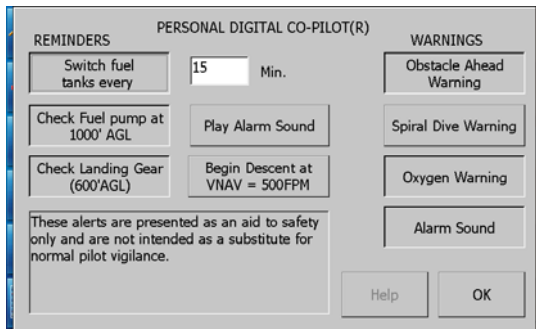 PERSONAL DIGITAL CO-PILOT(R)
REMINDERS
Switch fuel
tanks every
15
Min.
Check Fuel pump at
1000' AGL
Play Alarm Sound
Check Landing Gear
(600'AGL)
Begin Descent at
VNAV = 500FPM
These alerts are presented as an aid to safety
only and are not intended as a substitute for
normal pilot vigilance.
WARNINGS
Obstacle Ahead
Warning
Spiral Dive Warning
Oxygen Warning
Alarm Sound
Help
OK